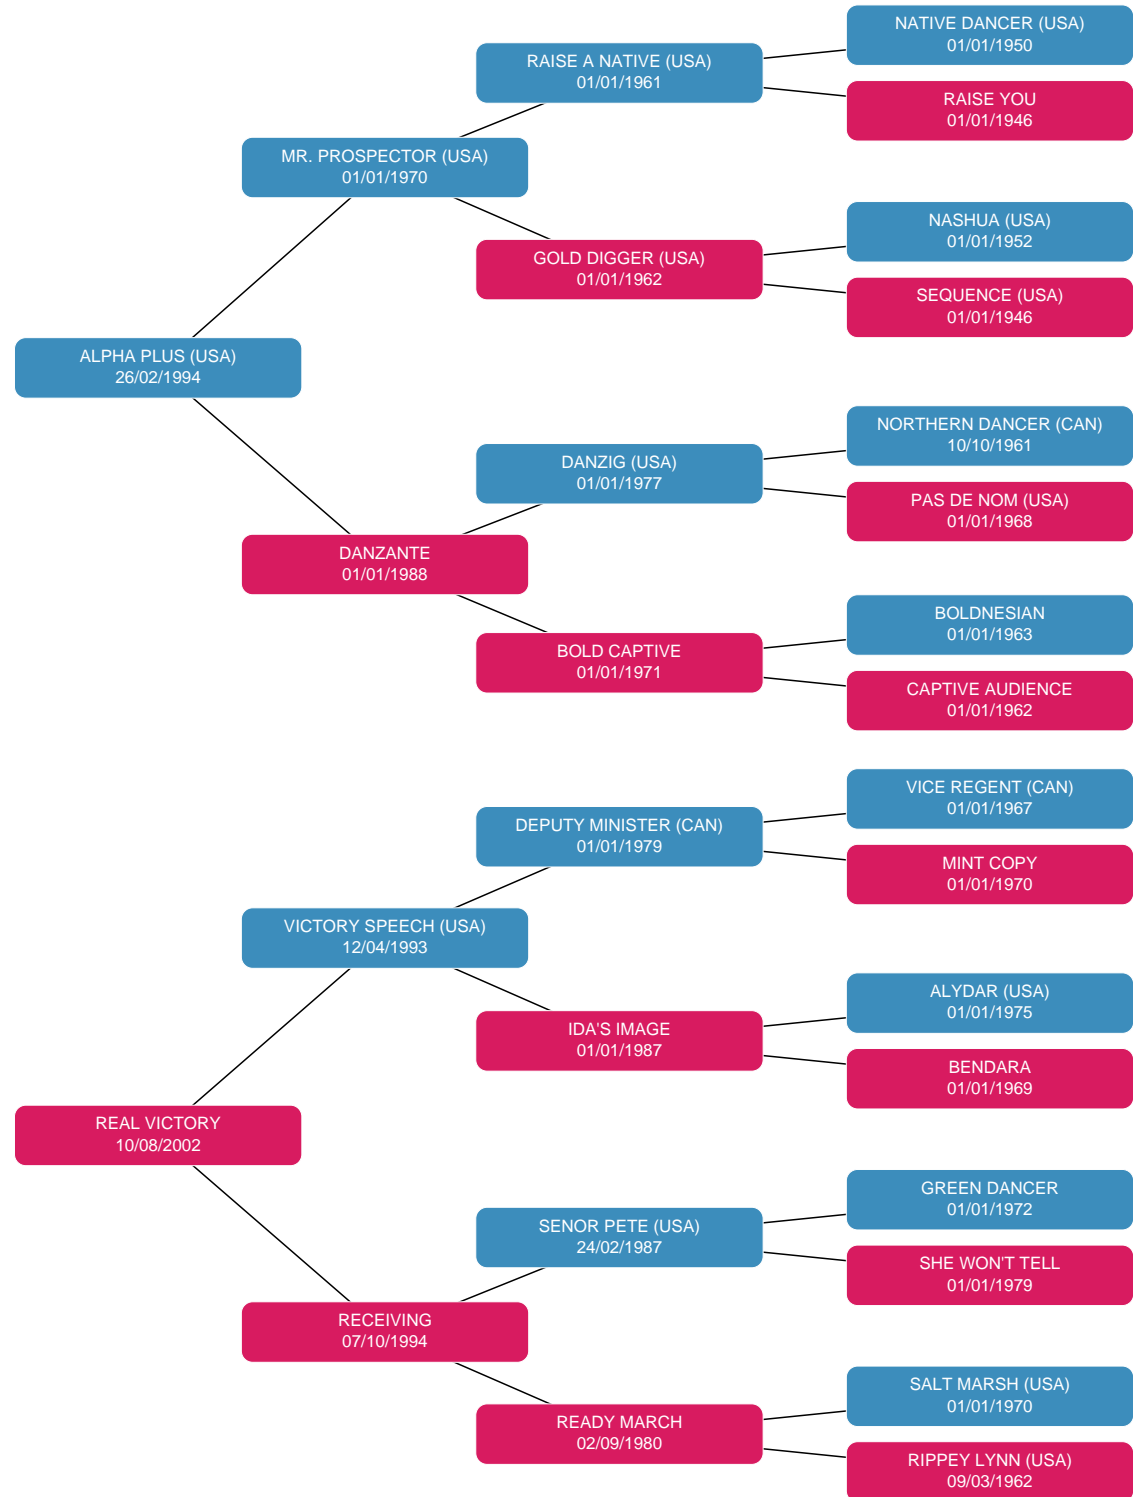 NATIVE DANCER (USA)
01/01/1950
RAISE A NATIVE (USA)
01/01/1961
RAISE YOU
01/01/1946
MR. PROSPECTOR (USA)
01/01/1970
NASHUA (USA)
01/01/1952
GOLD DIGGER (USA)
01/01/1962
SEQUENCE (USA)
01/01/1946
ALPHA PLUS (USA)
26/02/1994
NORTHERN DANCER (CAN)
10/10/1961
DANZIG (USA)
01/01/1977
PAS DE NOM (USA)
01/01/1968
DANZANTE
01/01/1988
BOLDNESIAN
01/01/1963
BOLD CAPTIVE
01/01/1971
CAPTIVE AUDIENCE
01/01/1962
VICE REGENT (CAN)
01/01/1967
DEPUTY MINISTER (CAN)
01/01/1979
MINT COPY
01/01/1970
VICTORY SPEECH (USA)
12/04/1993
ALYDAR (USA)
01/01/1975
IDA'S IMAGE
01/01/1987
BENDARA
01/01/1969
REAL VICTORY
10/08/2002
GREEN DANCER
01/01/1972
SENOR PETE (USA)
24/02/1987
SHE WON'T TELL
01/01/1979
RECEIVING
07/10/1994
SALT MARSH (USA)
01/01/1970
READY MARCH
02/09/1980
RIPPEY LYNN (USA)
09/03/1962